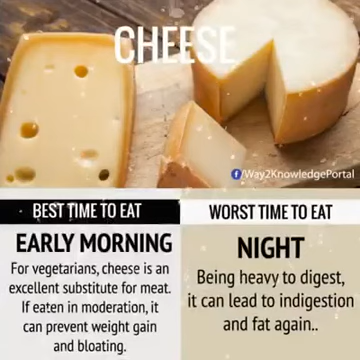 CHEESE
/Way2KnowledgePortal
BEST TIME TO EAT
EARLY MORNING
For vegetarians, cheese is an
excellent substitute for meat.
If eaten in moderation, it
can prevent weight gain
and bloating.
WORST TIME TO EAT
NIGHT
Being heavy to digest,
it can lead to indigestion
and fat again..